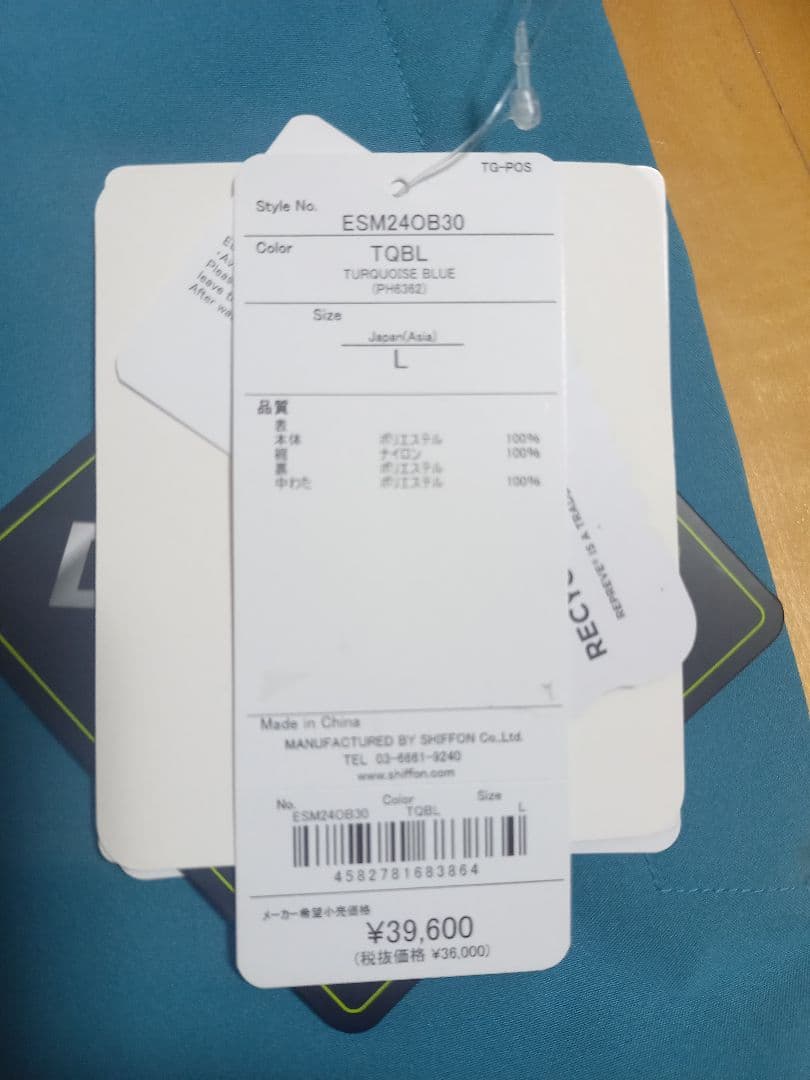 TG-POS
Style No.
ESM24OB30
Color
TQBL
TURQUOISE BLUE
(PH6362)
Size
Japan(Asia)
L
品質
表
本体 ポリエステル 100%
ナイロン 100%
裏 ポリエステル
中わた ポリエステル 100%
Made in China
MANUFACTURED BY SHIFFON Co.,Ltd.
TEL 03-6661-9240
www.shiffon.com
No. Color Size
ESM24OB30 TQBL L
4582781683864
メーカー希望小売価格
¥39,600
(税抜価格 ¥36,000)
leave
After
REPREVE® IS A